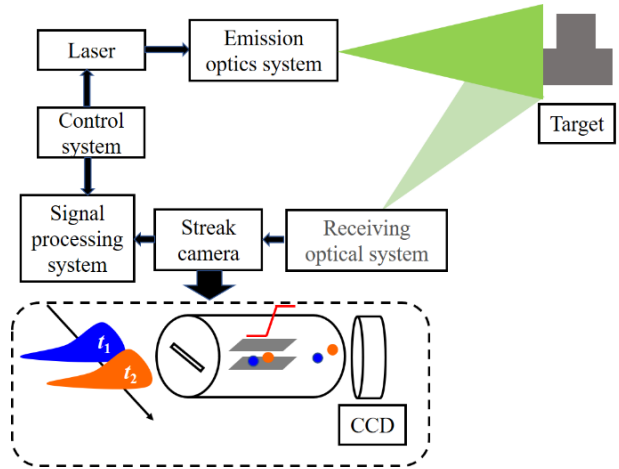 Laser
Emission
optics system
Target
Control
system
Signal
processing
system
Streak
camera
Receiving
optical system
t1
t2
CCD